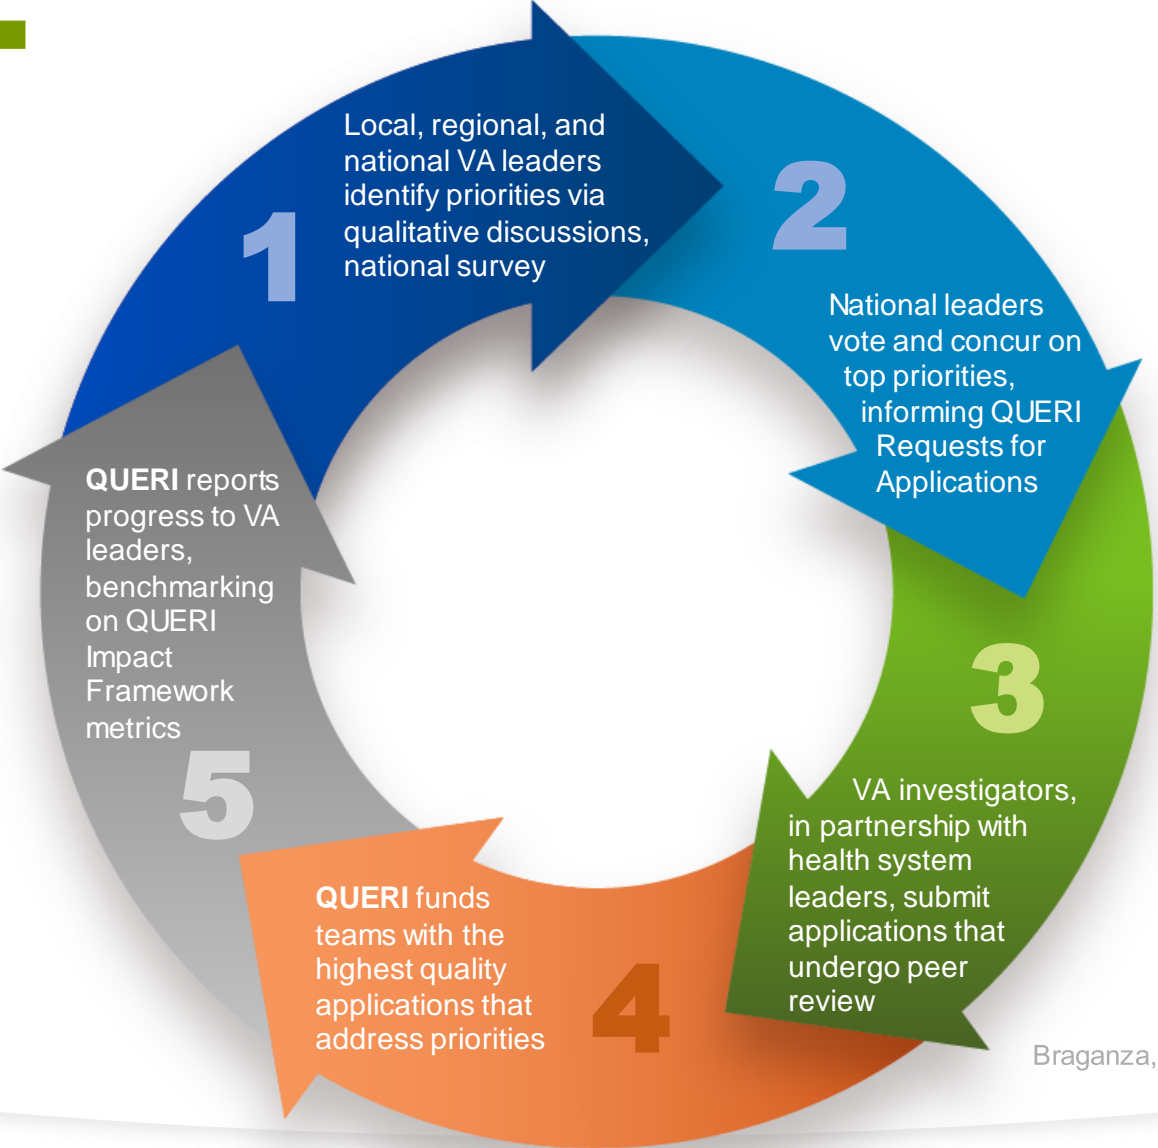 1
Local, regional, and
national VA leaders
identify priorities via
qualitative discussions,
national survey
2
National leaders
vote and concur on
top priorities,
informing QUERI
Requests for
Applications
3
VA investigators,
in partnership with
health system
leaders, submit
applications that
undergo peer
review
4
QUERI funds
teams with the
highest quality
applications that
address priorities
5
QUERI reports
progress to VA
leaders,
benchmarking
on QUERI
Impact
Framework
metrics
Braganza,